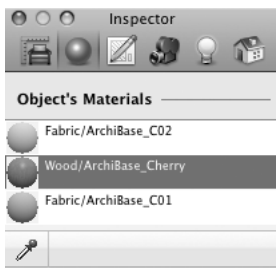 Inspector
Object's Materials
Fabric/ArchiBase_C02
Wood/ArchiBase_Cherry
Fabric/ArchiBase_C01